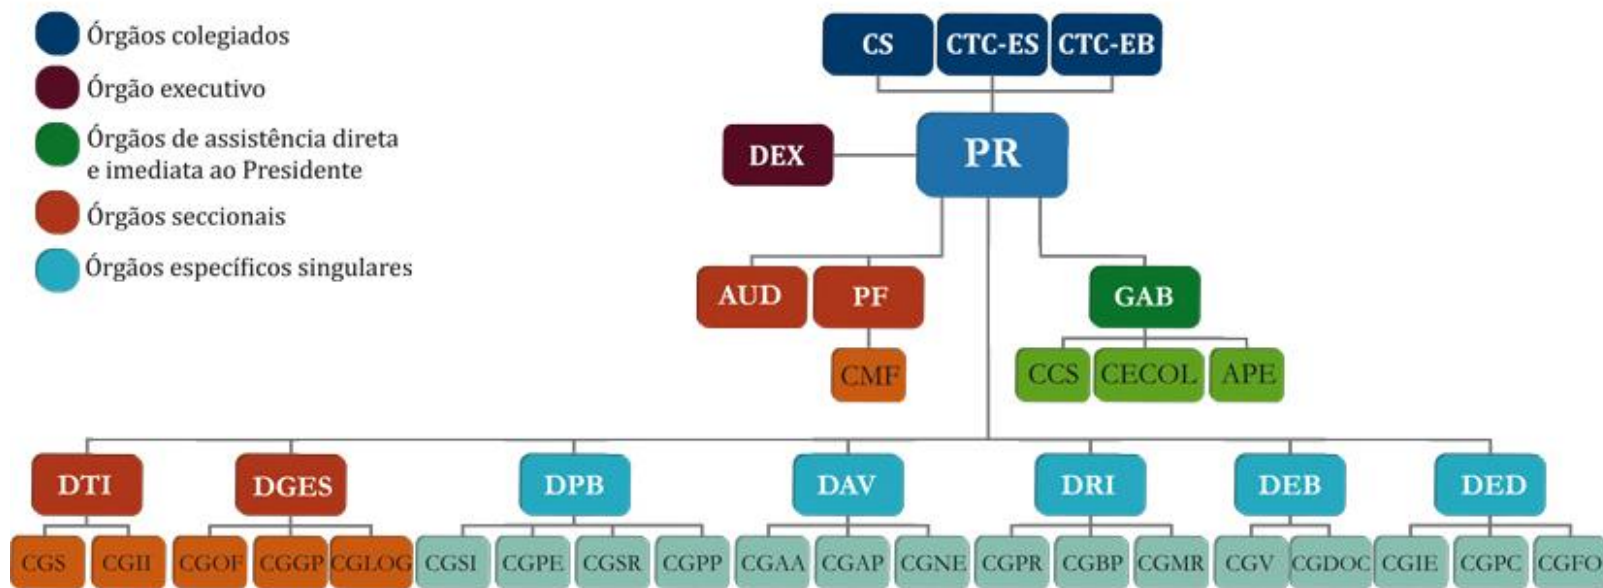 Órgãos colegiados
Órgão executivo
Órgãos de assistência direta
e imediata ao Presidente
Órgãos seccionais
Órgãos específicos singulares
CS CTC-ES CTC-EB
DEX PR
AUD PF GAB
CMF CCS CECOL APE
DTI DGES DPB DAV DRI DEB DED
CGS CGII CGOF CGGP CGLOG CGSI CGPE CGSR CGPP CGAA CGAP CGNE CGPR CGBP CGMR CGV CGDOC CGIE CGPC CGFO